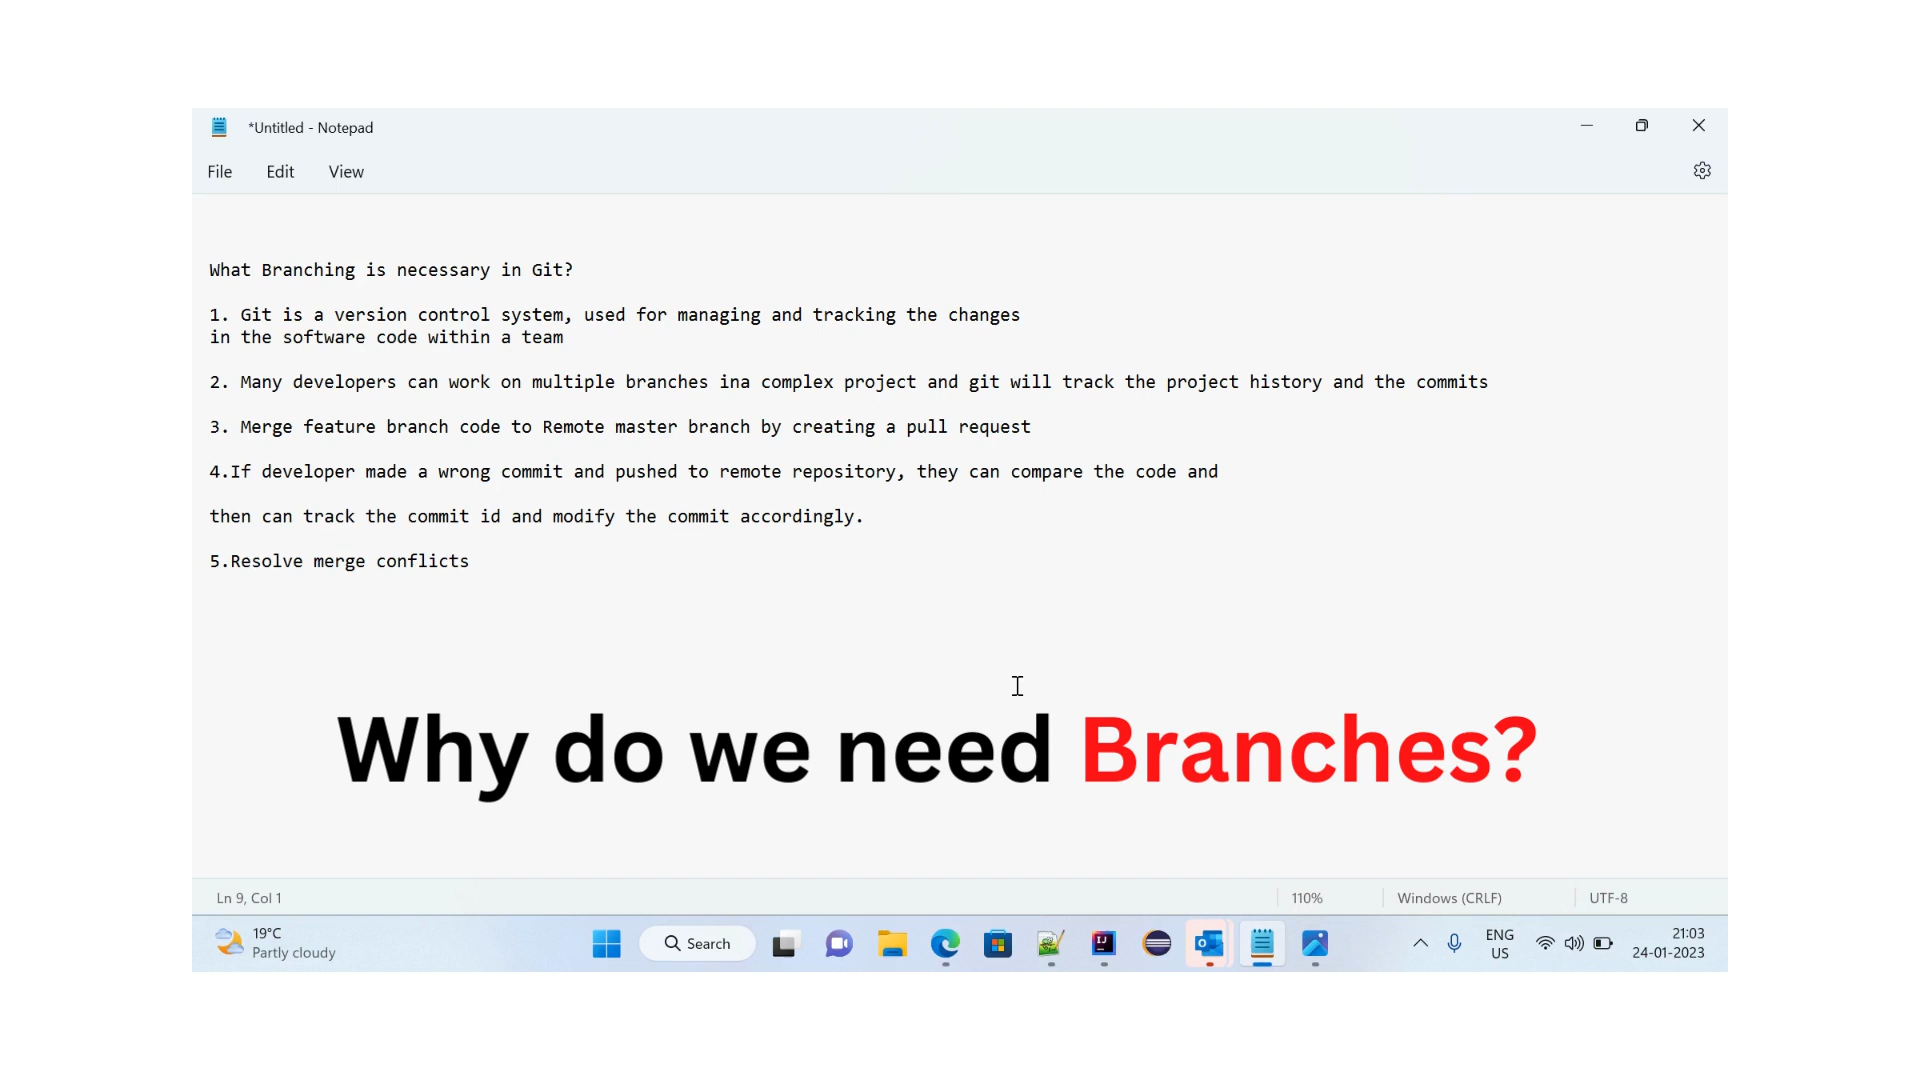 *Untitled - Notepad
File Edit View
What Branching is necessary in Git?
1. Git is a version control system, used for managing and tracking the changes
in the software code within a team
2. Many developers can work on multiple branches ina complex project and git will track the project history and the commits
3. Merge feature branch code to Remote master branch by creating a pull request
4.If developer made a wrong commit and pushed to remote repository, they can compare the code and
then can track the commit id and modify the commit accordingly.
5.Resolve merge conflicts
Why do we need Branches?
Ln 9, Col 1 110% Windows (CRLF) UTF-8
19°C
Partly cloudy
Search
ENG
US
21:03
24-01-2023